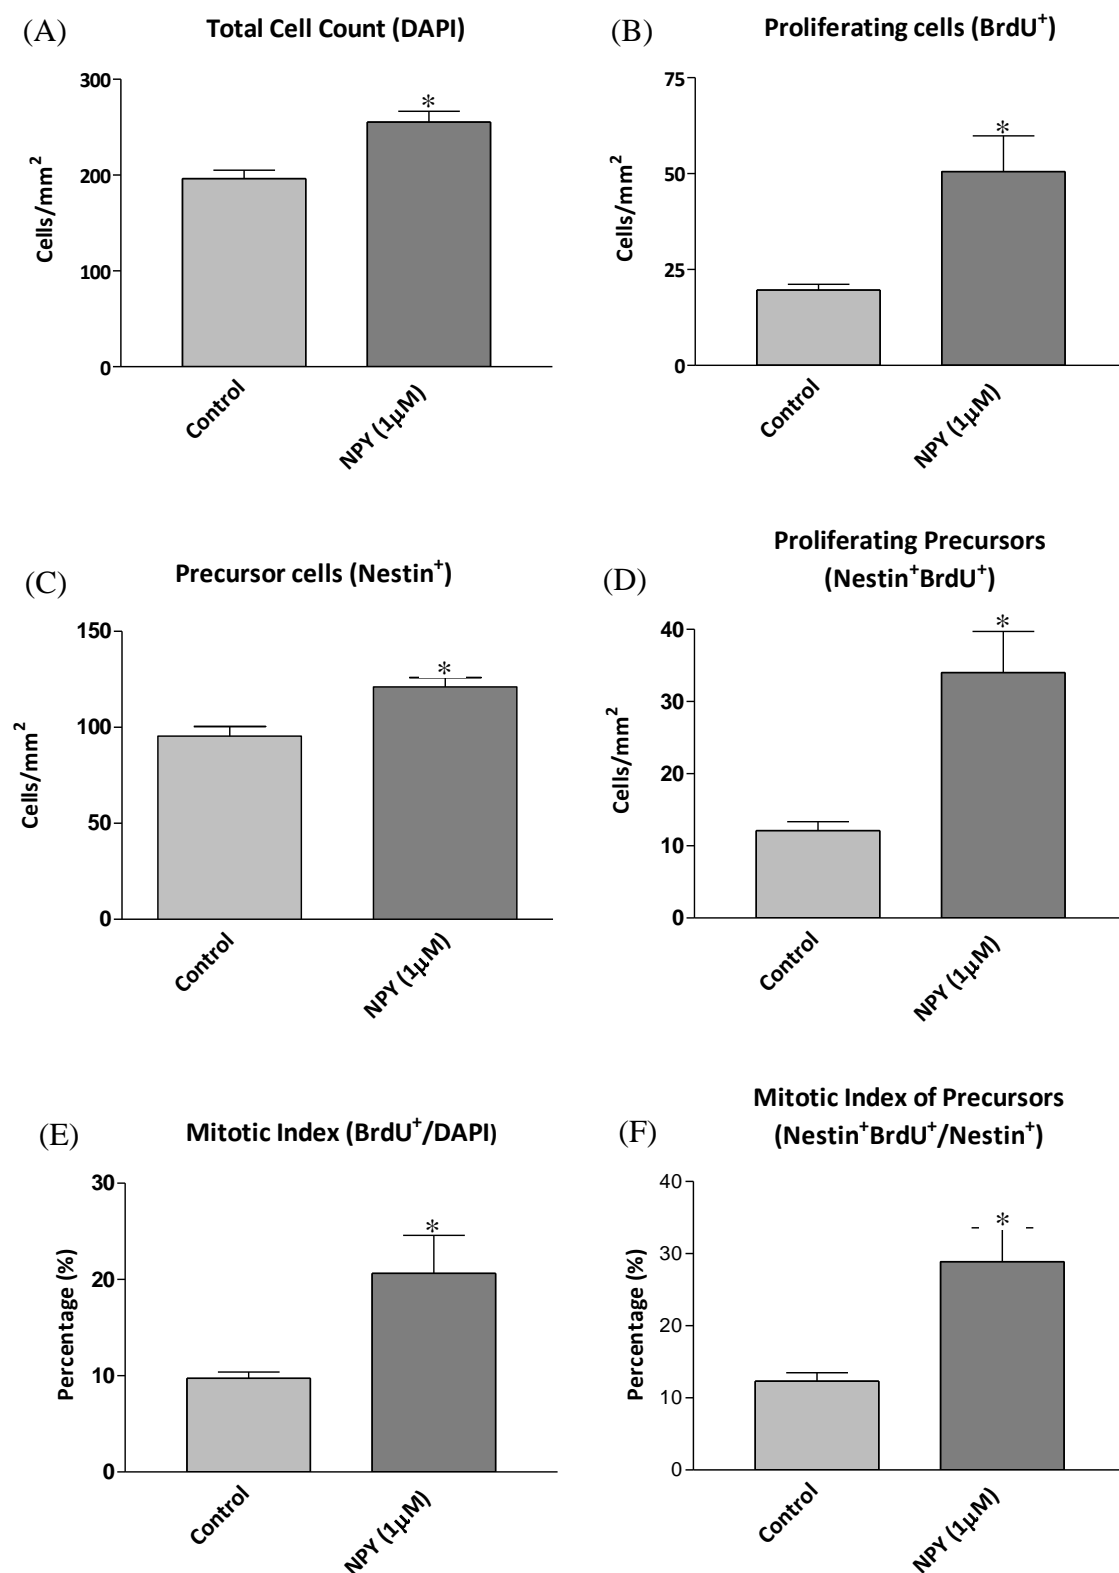 (A)
Total Cell Count (DAPI)
300
200
100
0
Cells/mm²
*
Control
NPY (1μM)
(B)
Proliferating cells (BrdU⁺)
75
50
25
0
Cells/mm²
*
Control
NPY (1μM)
(C)
Precursor cells (Nestin⁺)
150
100
50
0
Cells/mm²
*
Control
NPY (1μM)
(D)
Proliferating Precursors
(Nestin⁺BrdU⁺)
40
30
20
10
0
Cells/mm²
*
Control
NPY (1μM)
(E)
Mitotic Index (BrdU⁺/DAPI)
30
20
10
0
Percentage (%)
*
Control
NPY (1μM)
(F)
Mitotic Index of Precursors
(Nestin⁺BrdU⁺/Nestin⁺)
40
30
20
10
0
Percentage (%)
*
Control
NPY (1μM)